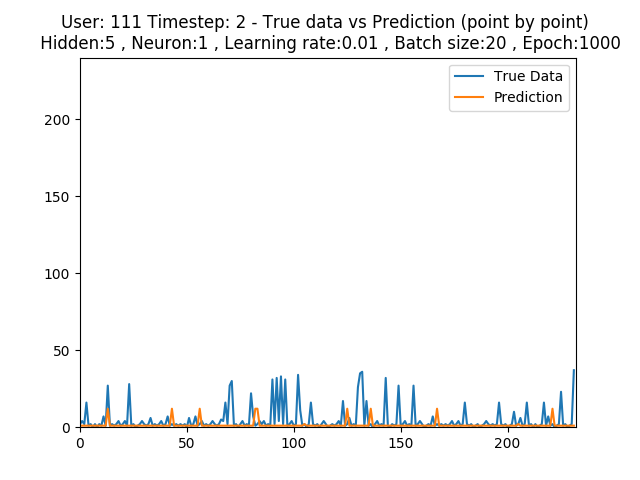 User: 111 Timestep: 2 - True data vs Prediction (point by point)
Hidden:5 , Neuron:1 , Learning rate:0.01 , Batch size:20 , Epoch:1000
True Data
Prediction
200
150
100
50
0
0 50 100 150 200